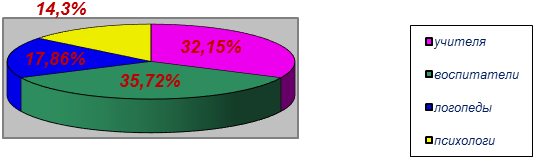 14,3%
32,15%
17,86%
35,72%
учителя
воспитатели
логопеды
психологи